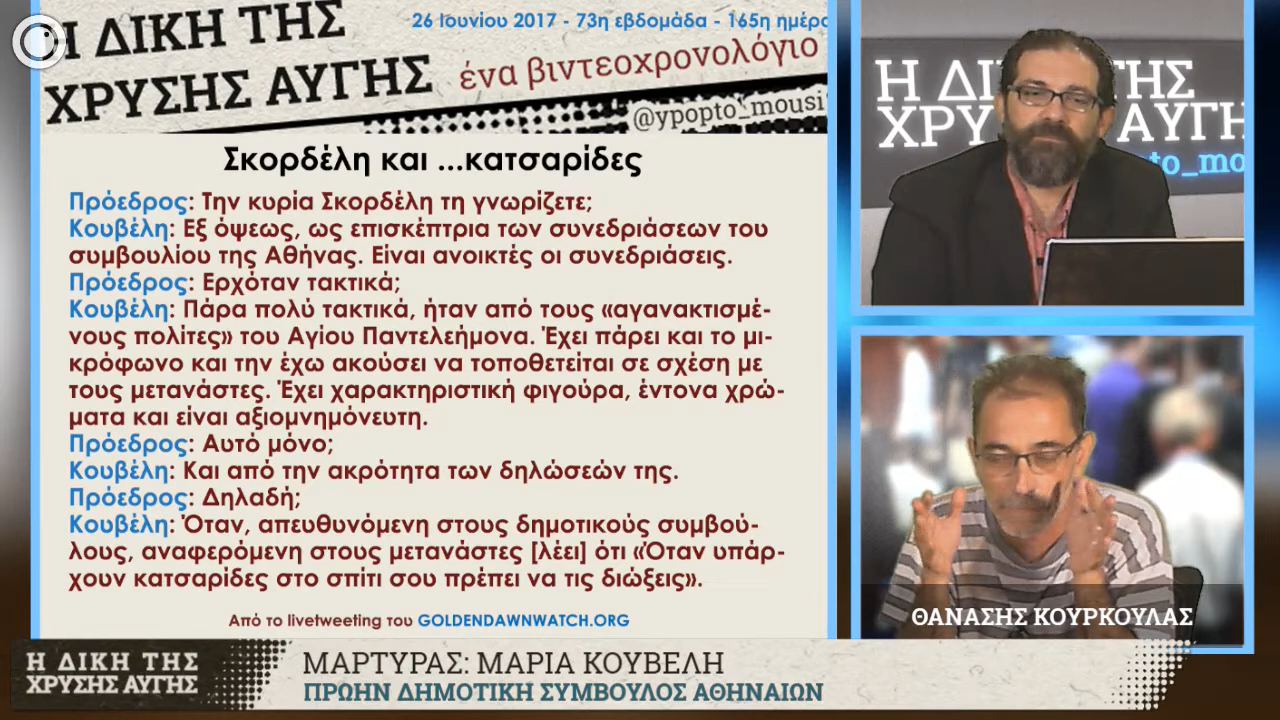 26 Ιουνίου 2017 - 73η εβδομάδα - 165η ημέρα
Η ΔΙΚΗ ΤΗΣ
ΧΡΥΣΗΣ ΑΥΓΗΣ
ένα βιντεοχρονολόγιο
@ypopto_mousi
Σκορδέλη και ...κατσαρίδες
Πρόεδρος: Την κυρία Σκορδέλη τη γνωρίζετε;
Κουβέλη: Εξ όψεως, ως επισκέπτρια των συνεδριάσεων του
συμβουλίου της Αθήνας. Είναι ανοικτές οι συνεδριάσεις.
Πρόεδρος: Ερχόταν τακτικά;
Κουβέλη: Πάρα πολύ τακτικά, ήταν από τους «αγανακτισμέ-
νους πολίτες» του Αγίου Παντελεήμονα. Έχει πάρει και το μι-
κρόφωνο και την έχω ακούσει να τοποθετείται σε σχέση με
τους μετανάστες. Έχει χαρακτηριστική φιγούρα, έντονα χρώ-
ματα και είναι αξιομνημόνευτη.
Πρόεδρος: Αυτό μόνο;
Κουβέλη: Και από την ακρότητα των δηλώσεών της.
Πρόεδρος: Δηλαδή;
Κουβέλη: Όταν, απευθυνόμενη στους δημοτικούς συμβού-
λους, αναφερόμενη στους μετανάστες [λέει] ότι «Όταν υπάρ-
χουν κατσαρίδες στο σπίτι σου πρέπει να τις διώξεις».
Από το livetweeting του GOLDENDAWNWATCH.ORG
Η ΔΙ ΤΗΣ
ΧΡΥ ΑΥΓΗ
to_mo
ΘΑΝΑΣΗΣ ΚΟΥΡΚΟΥΛΑΣ
Η ΔΙΚΗ ΤΗΣ
ΧΡΥΣΗΣ ΑΥΓΗΣ
ΜΑΡΤΥΡΑΣ: ΜΑΡΙΑ ΚΟΥΒΕΛΗ
ΠΡΩΗΝ ΔΗΜΟΤΙΚΗ ΣΥΜΒΟΥΛΟΣ ΑΘΗΝΑΙΩΝ